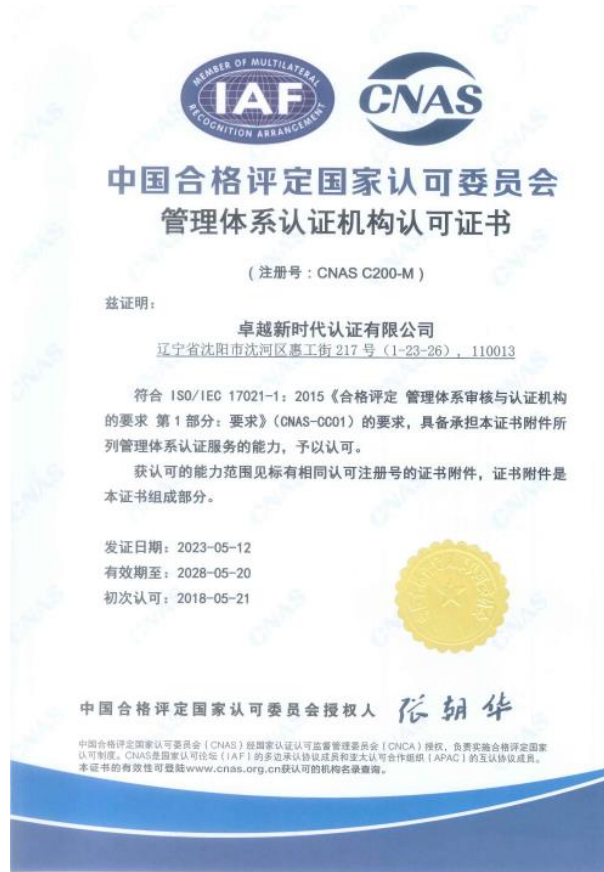 MEMBER OF MULTILATERAL
IAF
RECOGNITION ARRANGEMENT
CNAS
中国合格评定国家认可委员会
管理体系认证机构认可证书
(注册号：CNAS C200-M)
兹证明：
卓越新时代认证有限公司
辽宁省沈阳市沈河区惠工街 217 号（1-23-26），110013
符合 ISO/IEC 17021-1：2015《合格评定 管理体系审核与认证机构
的要求 第 1 部分：要求》（CNAS-CC01）的要求，具备承担本证书附件所
列管理体系认证服务的能力，予以认可。
获认可的能力范围见标有相同认可注册号的证书附件，证书附件是
本证书组成部分。
发证日期：2023-05-12
有效期至：2028-05-20
初次认可：2018-05-21
中国合格评定国家认可委员会授权人 张朝华
中国合格评定国家认可委员会（CNAS）经国家认证认可监督管理委员会（CNCA）授权，负责实施合格评定国家
认可制度。CNAS是国家认可论坛（IAF）的多边承认协议成员和亚太认可合作组织（APAC）的互认协议成员。
本证书的有效性可登陆www.cnas.org.cn获认可的机构名录查询。